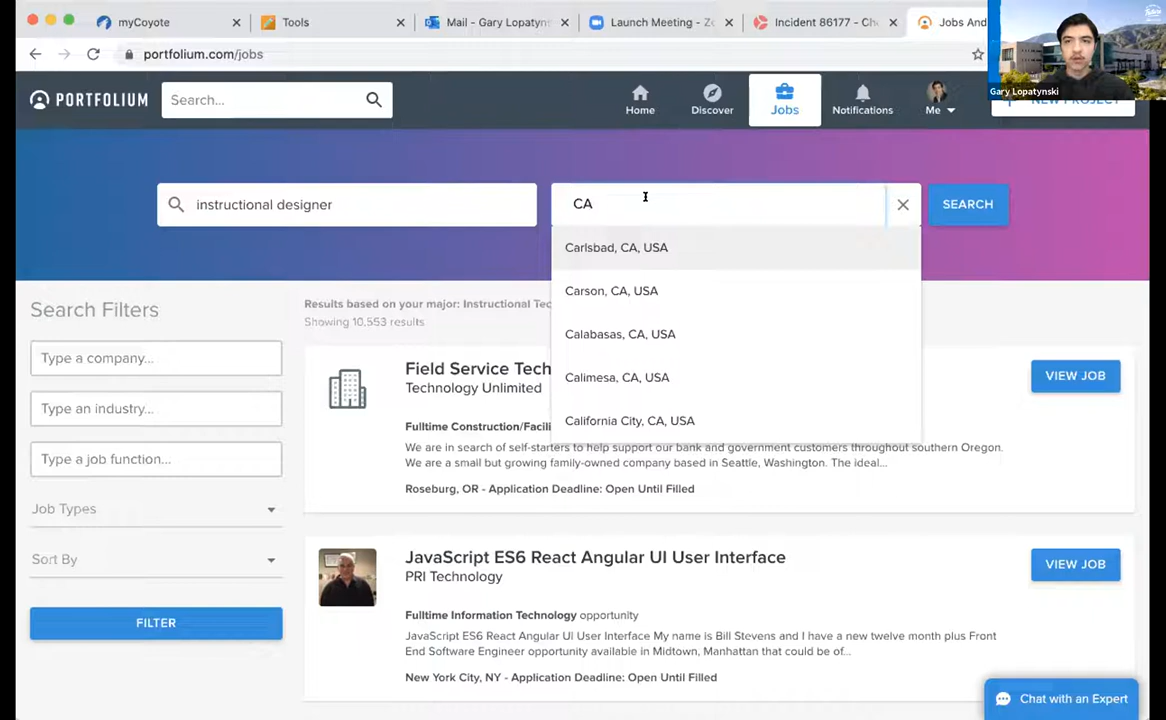 myCoyote
Tools
Mail - Gary Lopatyns
Launch Meeting - Zo
Incident 86177 - Che
Jobs And
portfolium.com/jobs
Gary Lopatynski
PORTFOLIUM
Search...
Home
Discover
Jobs
Notifications
Me
NEW PROJECT
instructional designer
CA
SEARCH
Carlsbad, CA, USA
Carson, CA, USA
Calabasas, CA, USA
Calimesa, CA, USA
California City, CA, USA
Search Filters
Type a company...
Type an industry...
Type a job function...
Job Types
Sort By
FILTER
Results based on your major: Instructional Tec
Showing 10,553 results
Field Service Tech
Technology Unlimited
VIEW JOB
Fulltime Construction/Facili
We are in search of self-starters to help support our bank and government customers throughout southern Oregon.
We are a small but growing family-owned company based in Seattle, Washington. The ideal...
Roseburg, OR - Application Deadline: Open Until Filled
JavaScript ES6 React Angular UI User Interface
PRI Technology
VIEW JOB
Fulltime Information Technology opportunity
JavaScript ES6 React Angular UI User Interface My name is Bill Stevens and I have a new twelve month plus Front
End Software Engineer opportunity available in Midtown, Manhattan that could be of...
New York City, NY - Application Deadline: Open Until Filled
Chat with an Expert